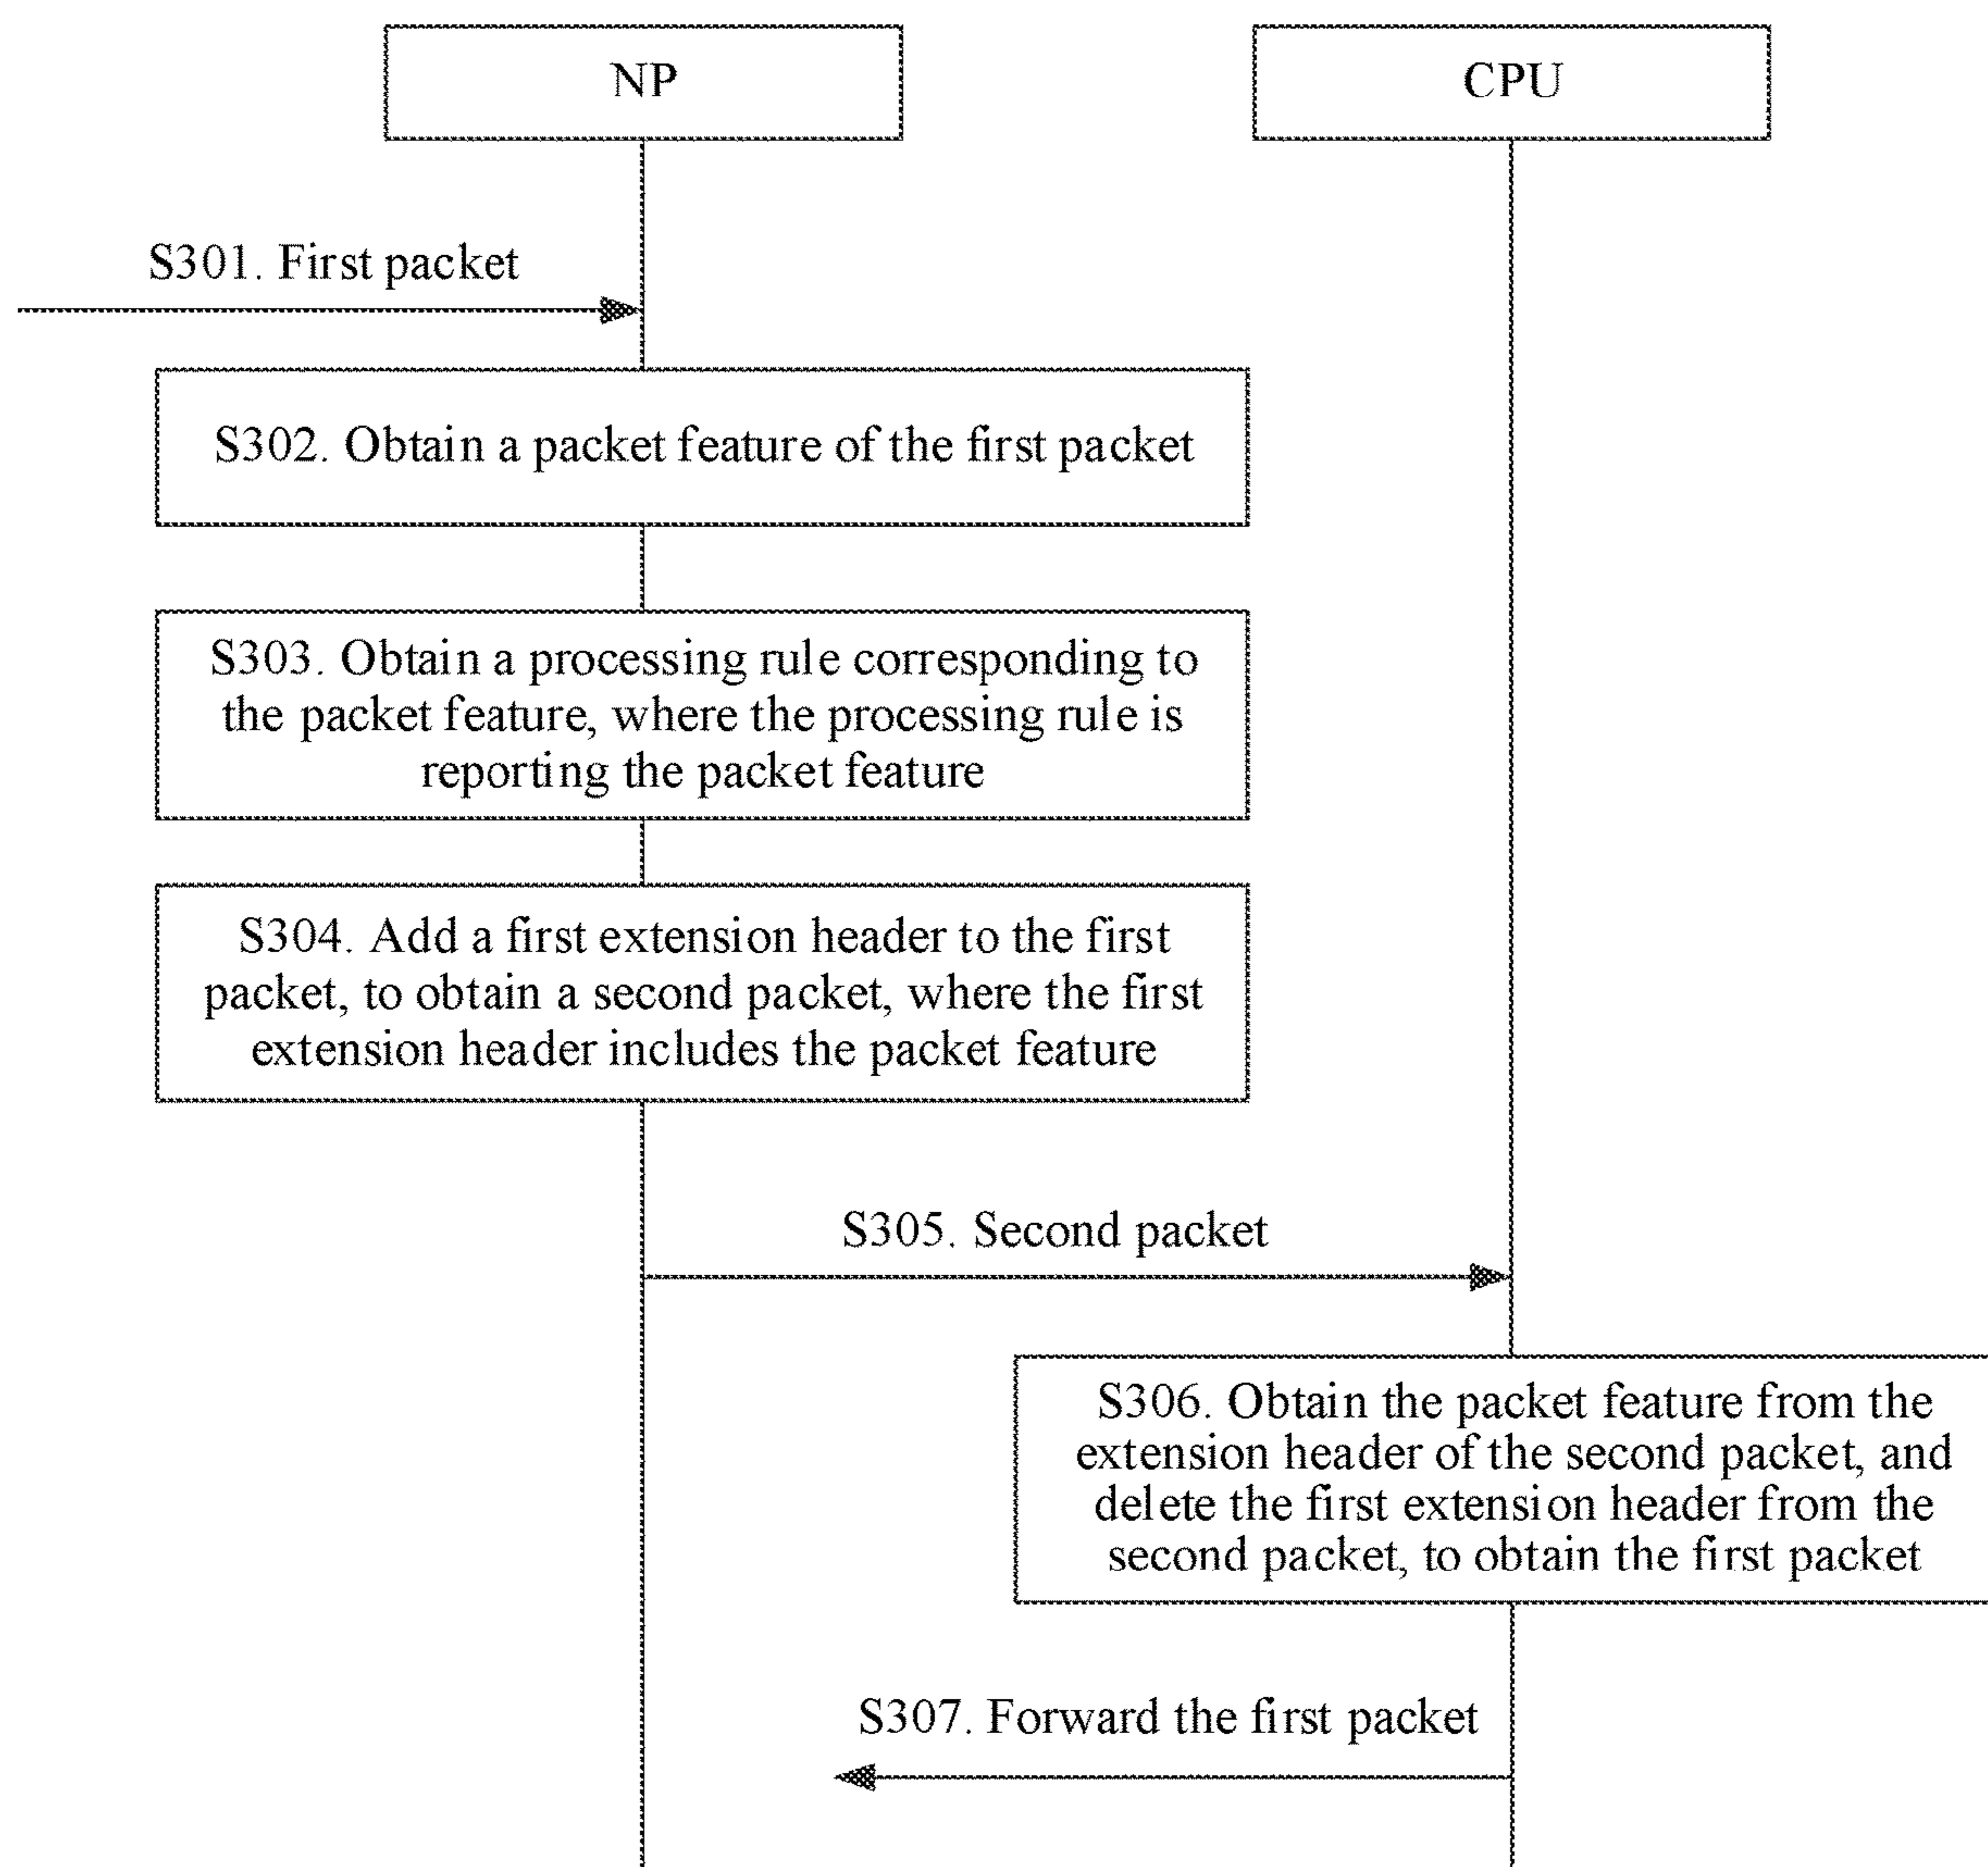 NP
CPU
S301. First packet
S302. Obtain a packet feature of the first packet
S303. Obtain a processing rule corresponding to
the packet feature, where the processing rule is
reporting the packet feature
S304. Add a first extension header to the first
packet, to obtain a second packet, where the first
extension header includes the packet feature
S305. Second packet
S306. Obtain the packet feature from the
extension header of the second packet, and
delete the first extension header from the
second packet, to obtain the first packet
S307. Forward the first packet